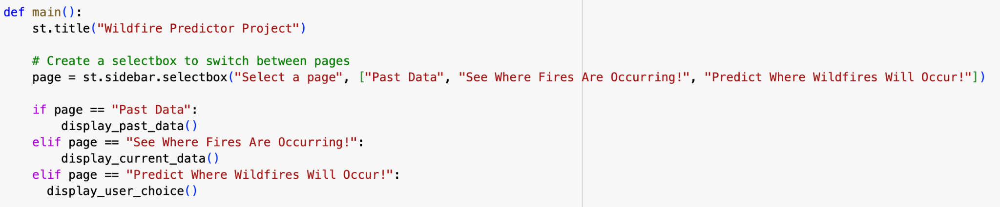 def main():
    st.title("Wildfire Predictor Project")

    # Create a selectbox to switch between pages
    page = st.sidebar.selectbox("Select a page", ["Past Data", "See Where Fires Are Occurring!", "Predict Where Wildfires Will Occur!"])

    if page == "Past Data":
        display_past_data()
    elif page == "See Where Fires Are Occurring!":
        display_current_data()
    elif page == "Predict Where Wildfires Will Occur!":
      display_user_choice()